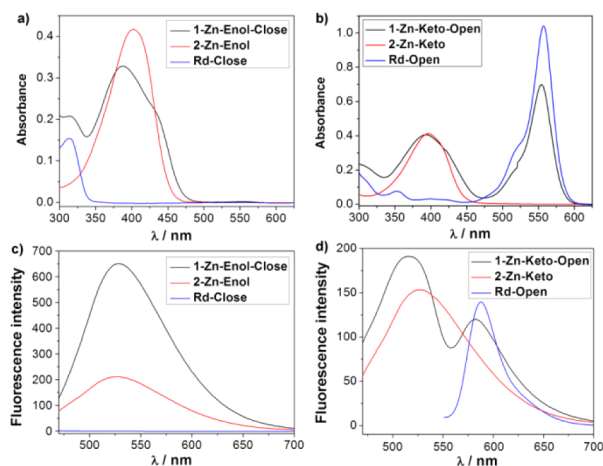 a)
1-Zn-Enol-Close
2-Zn-Enol
Rd-Close
Absorbance
0.4
0.3
0.2
0.1
0.0
300 350 400 450 500 550 600
λ / nm
b)
1-Zn-Keto-Open
2-Zn-Keto
Rd-Open
Absorbance
1.0
0.8
0.6
0.4
0.2
0.0
300 350 400 450 500 550 600
λ / nm
c)
1-Zn-Enol-Close
2-Zn-Enol
Rd-Close
Fluorescence intensity
700
600
500
400
300
200
100
0
500 550 600 650 700
λ / nm
d)
1-Zn-Keto-Open
2-Zn-Keto
Rd-Open
Fluorescence intensity
200
150
100
50
0
500 550 600 650 700
λ / nm